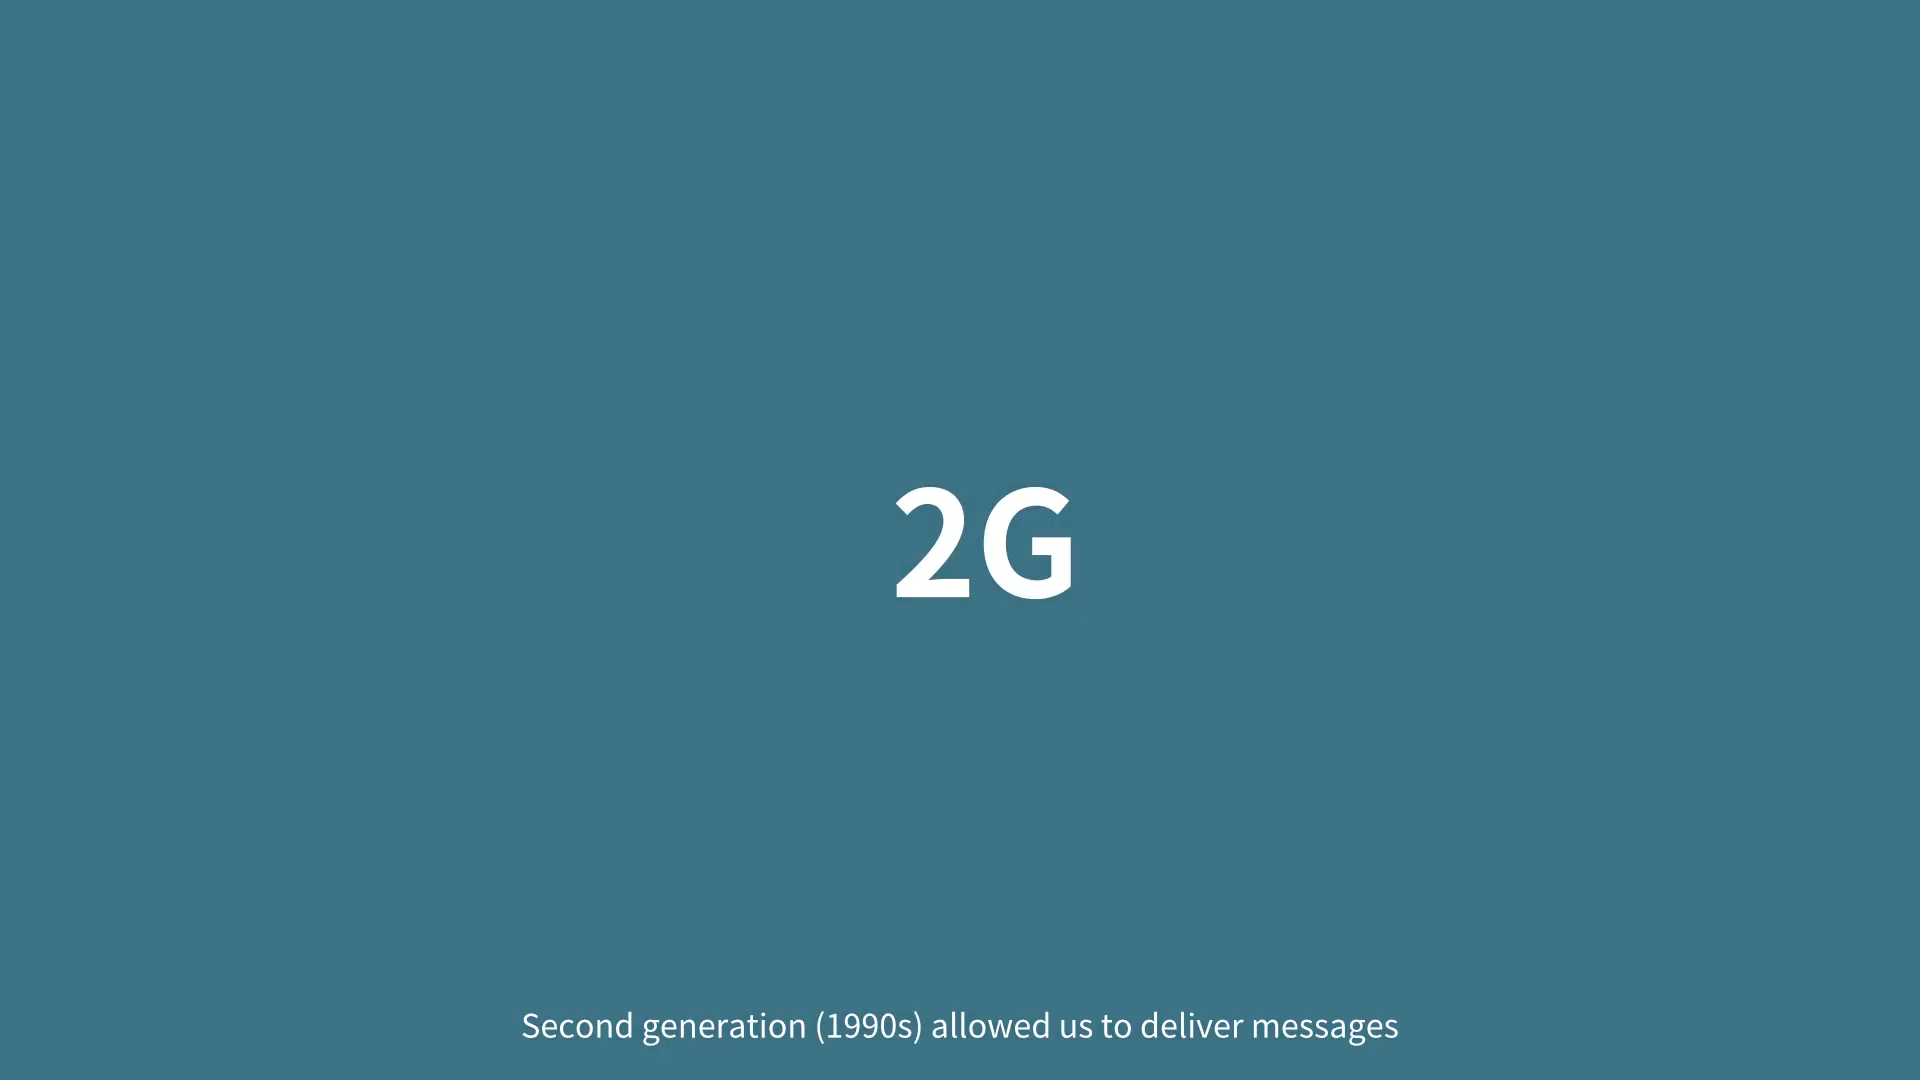 2G
Second generation (1990s) allowed us to deliver messages